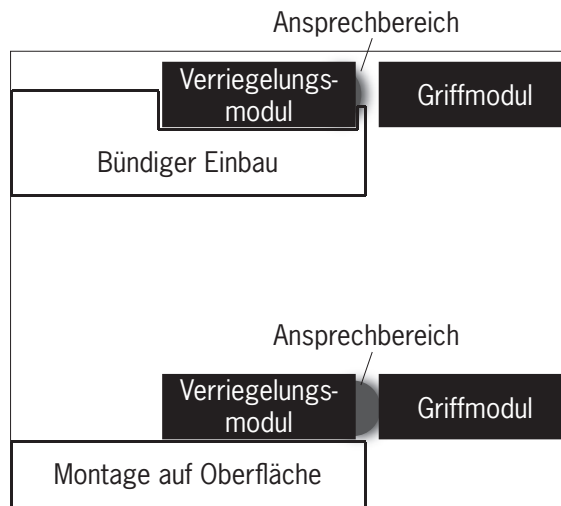 Ansprechbereich
Verriegelungs-
modul
Griffmodul
Bündiger Einbau
Ansprechbereich
Verriegelungs-
modul
Griffmodul
Montage auf Oberfläche